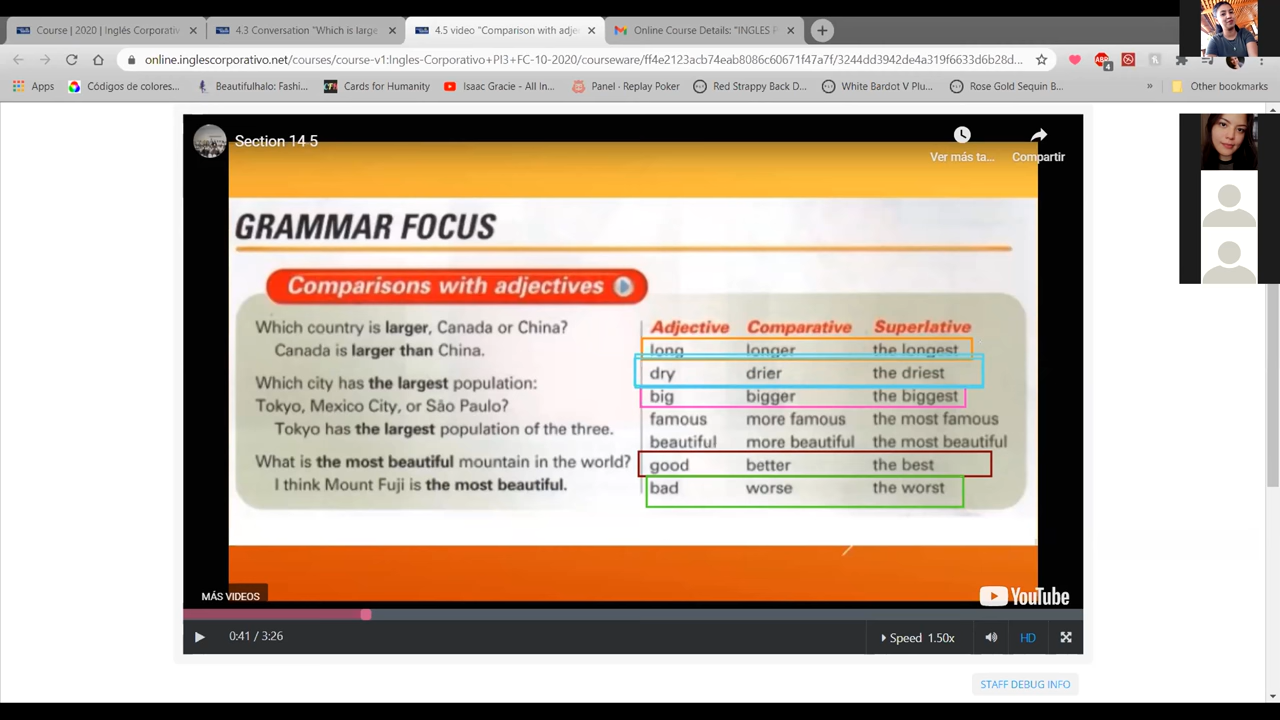 Course | 2020 | Inglés Corporativ
4.3 Conversation "Which is large
4.5 video "Comparison with adje
Online Course Details: "INGLES P
online.inglescorporativo.net/courses/course-v1:Ingles-Corporativo+PI3+FC-10-2020/courseware/ff4e2123acb74eab8086c60671f47a7f/3244dd3942de4a319f6633d6b28d...
ABP
4
Apps
Códigos de colores...
Beautifulhalo: Fashi...
Cards for Humanity
Isaac Gracie - All In...
Panel · Replay Poker
Red Strappy Back D...
White Bardot V Plu...
Rose Gold Sequin B...
»
Other bookmarks
Section 14 5
Ver más ta...
Compartir
GRAMMAR FOCUS
Comparisons with adjectives
Which country is larger, Canada or China?
Canada is larger than China.
Which city has the largest population:
Tokyo, Mexico City, or São Paulo?
Tokyo has the largest population of the three.
What is the most beautiful mountain in the world?
I think Mount Fuji is the most beautiful.
Adjective Comparative Superlative
long longer the longest
dry drier the driest
big bigger the biggest
famous more famous the most famous
beautiful more beautiful the most beautiful
good better the best
bad worse the worst
MÁS VIDEOS
YouTube
0:41 / 3:26
Speed 1.50x
HD
STAFF DEBUG INFO